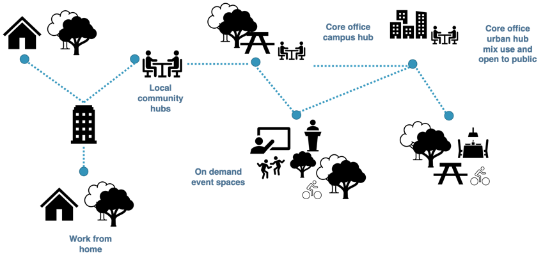 Core office
campus hub
Core office
urban hub
mix use and
open to public
Local
community
hubs
On demand
event spaces
Work from
home